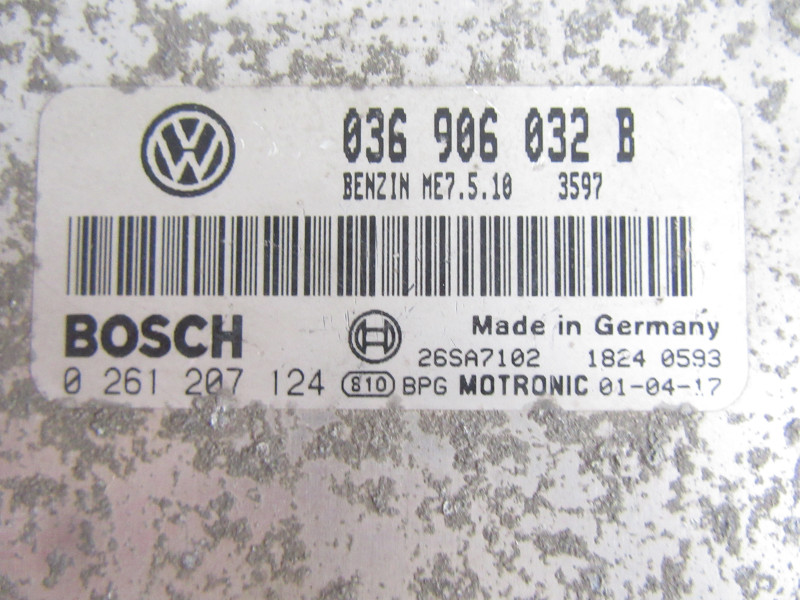 036 906 032 B
BENZIN ME7.5.10 3597
BOSCH
Made in Germany
26SA7102 1824 0593
0 261 207 124 810 BPG MOTRONIC 01-04-17